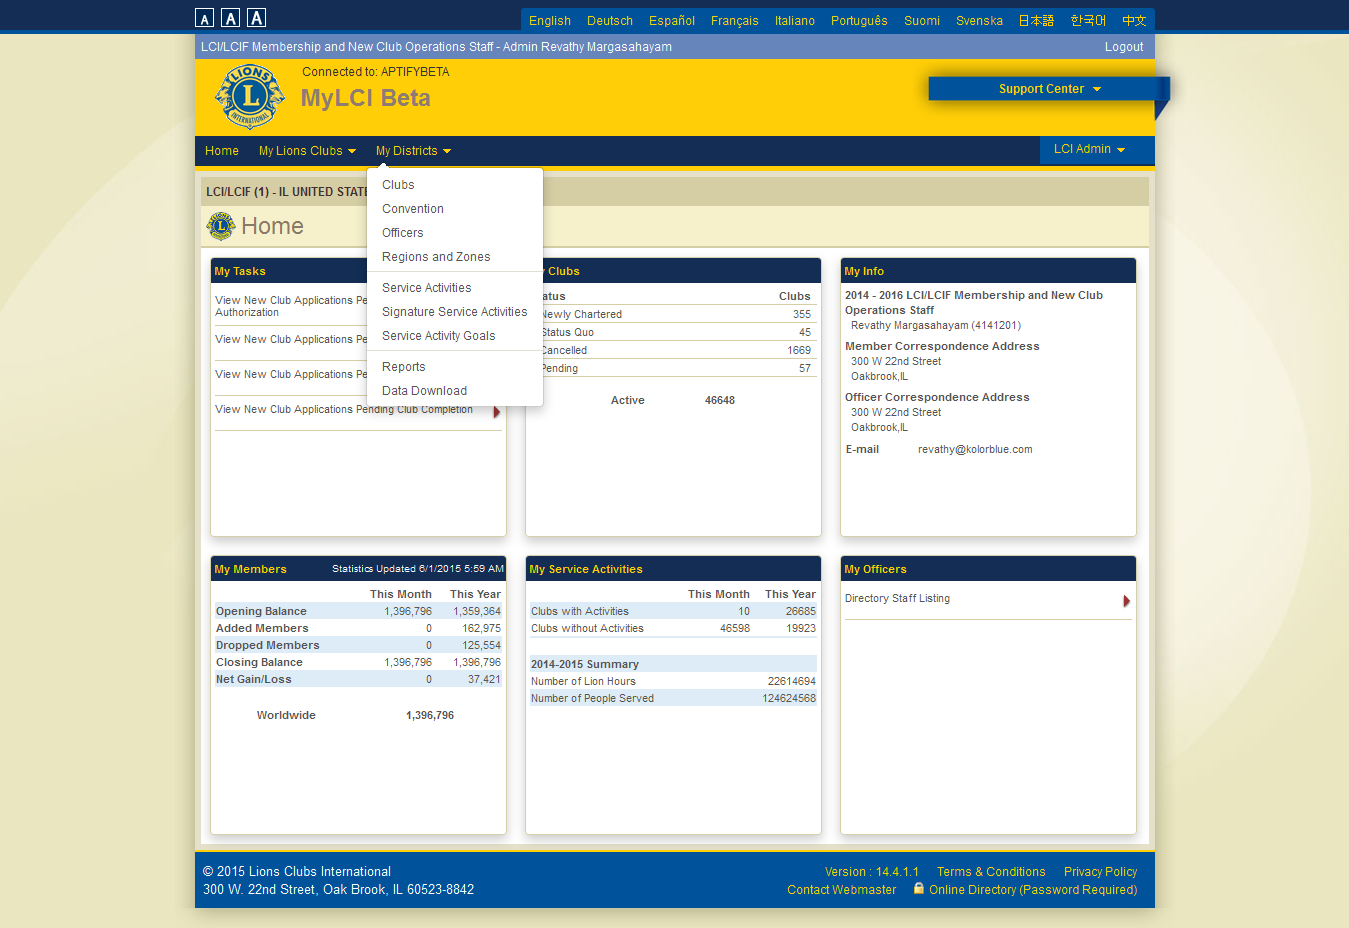 A A A
English Deutsch Español Français Italiano Português Suomi Svenska 日本語 한국어 中文
LCI/LCIF Membership and New Club Operations Staff - Admin Revathy Margasahayam Logout
LIONS
L
INTERNATIONAL
Connected to: APTIFYBETA
MyLCI Beta
Support Center
Home My Lions Clubs My Districts LCI Admin
Clubs
Convention
Officers
Regions and Zones
Service Activities
Signature Service Activities
Service Activity Goals
Reports
Data Download
LCI/LCIF (1) - IL UNITED STATE
Home
My Tasks
View New Club Applications Pe
Authorization
View New Club Applications Pe
View New Club Applications Pe
View New Club Applications Pending Club Completion
Clubs
atus Clubs
Newly Chartered 355
Status Quo 45
Cancelled 1669
Pending 57
Active 46648
My Info
2014 - 2016 LCI/LCIF Membership and New Club
Operations Staff
Revathy Margasahayam (4141201)
Member Correspondence Address
300 W 22nd Street
Oakbrook,IL
Officer Correspondence Address
300 W 22nd Street
Oakbrook,IL
E-mail revathy@kolorblue.com
My Members Statistics Updated 6/1/2015 5:59 AM
This Month This Year
Opening Balance 1,396,796 1,359,364
Added Members 0 162,975
Dropped Members 0 125,554
Closing Balance 1,396,796 1,396,796
Net Gain/Loss 0 37,421
Worldwide 1,396,796
My Service Activities
This Month This Year
Clubs with Activities 10 26685
Clubs without Activities 46598 19923
2014-2015 Summary
Number of Lion Hours 22614694
Number of People Served 124624568
My Officers
Directory Staff Listing
© 2015 Lions Clubs International
300 W. 22nd Street, Oak Brook, IL 60523-8842
Version : 14.4.1.1 Terms & Conditions Privacy Policy
Contact Webmaster Online Directory (Password Required)